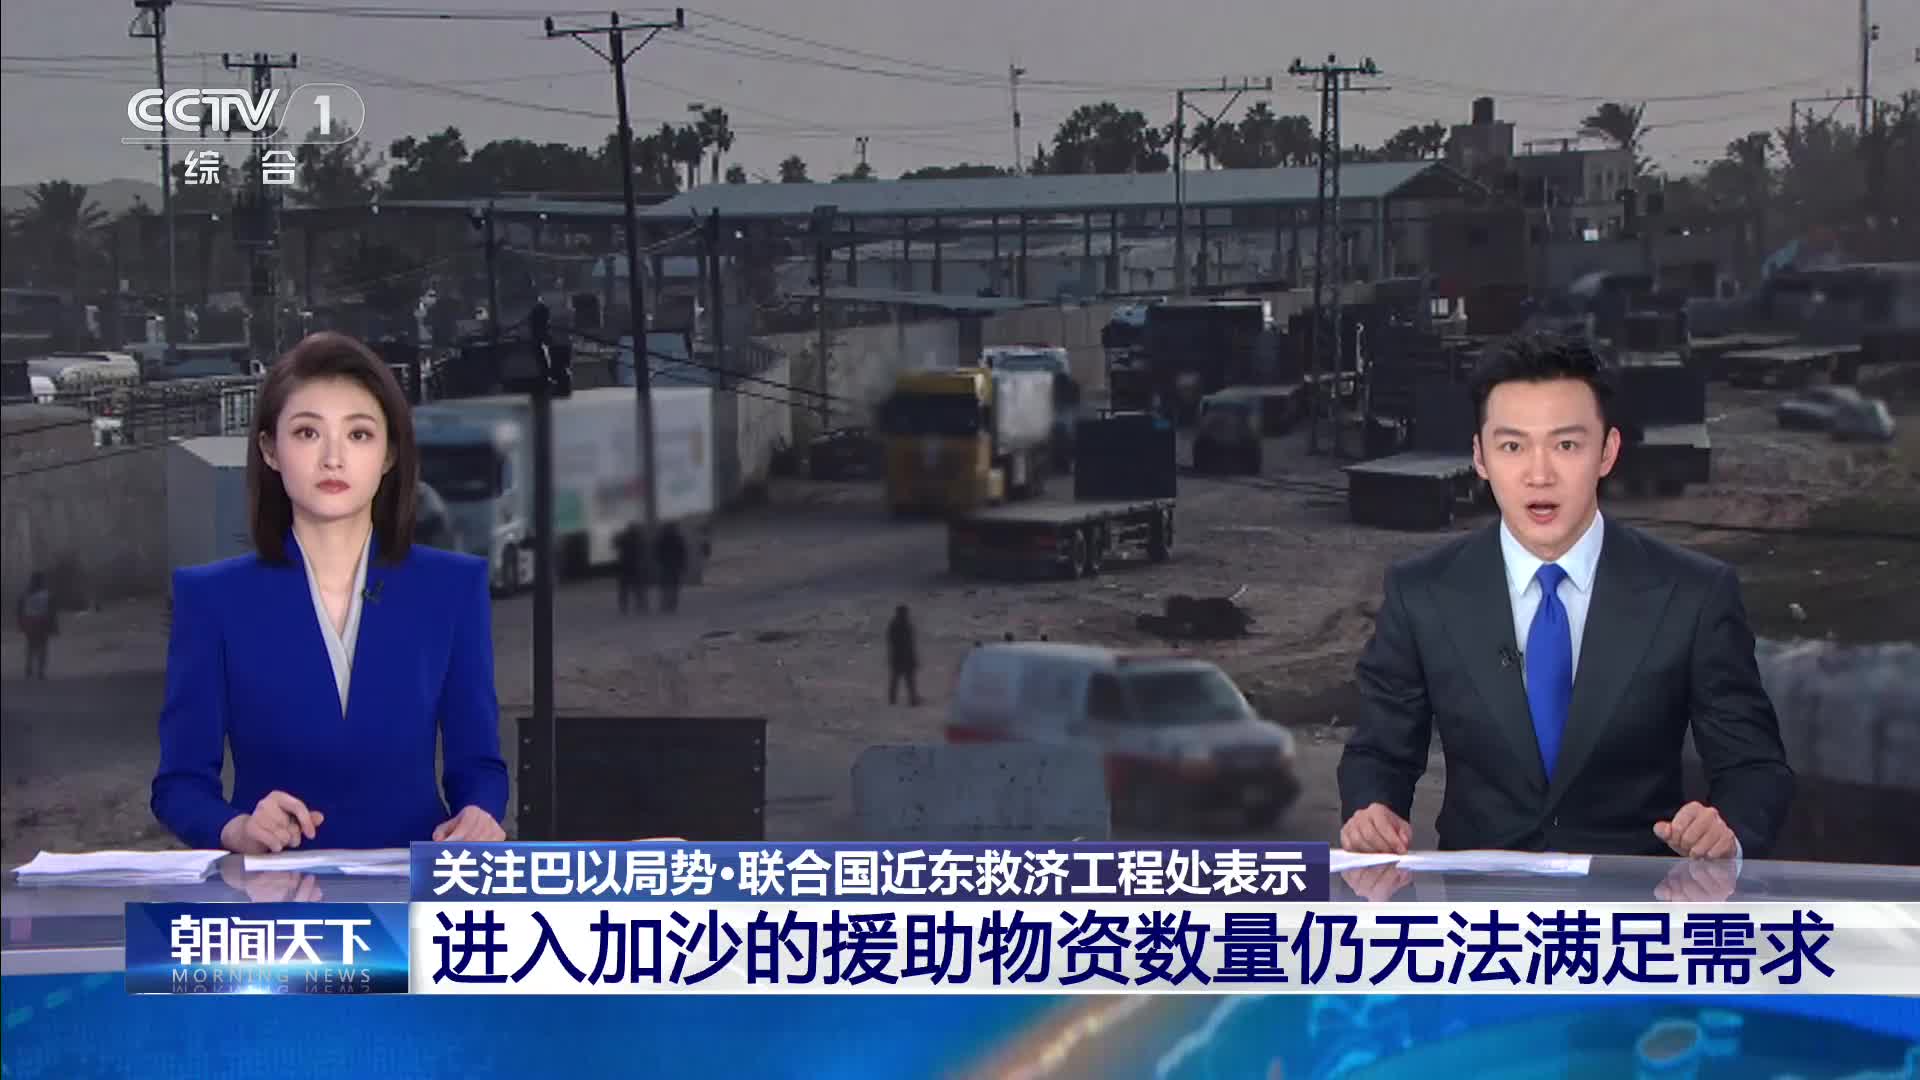 CCTV 1
综合
关注巴以局势·联合国近东救济工程处表示
朝闻天下
MORNING NEWS
进入加沙的援助物资数量仍无法满足需求